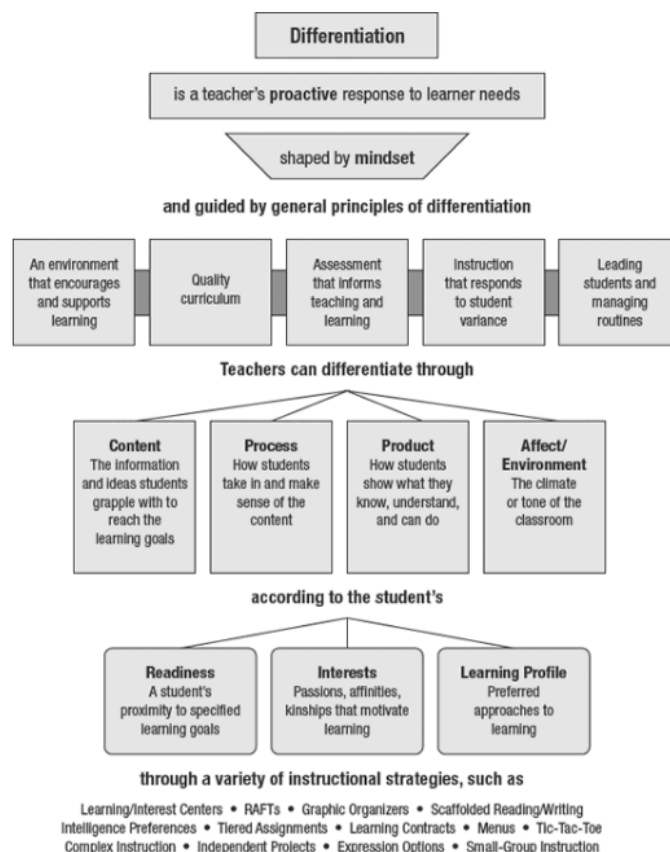 Differentiation
is a teacher's proactive response to learner needs
shaped by mindset
and guided by general principles of differentiation
An environment
that encourages
and supports
learning
Quality
curriculum
Assessment
that informs
teaching and
learning
Instruction
that responds
to student
variance
Leading
students and
managing
routines
Teachers can differentiate through
Content
The information
and ideas students
grapple with to
reach the
learning goals
Process
How students
take in and make
sense of the
content
Product
How students
show what they
know, understand,
and can do
Affect/
Environment
The climate
or tone of the
classroom
according to the student's
Readiness
A student's
proximity to specified
learning goals
Interests
Passions, affinities,
kinships that motivate
learning
Learning Profile
Preferred
approaches to
learning
through a variety of instructional strategies, such as
Learning/Interest Centers • RAFTs • Graphic Organizers • Scaffolded Reading/Writing
Intelligence Preferences • Tiered Assignments • Learning Contracts • Menus • Tic-Tac-Toe
Complex Instruction • Independent Projects • Expression Options • Small-Group Instruction